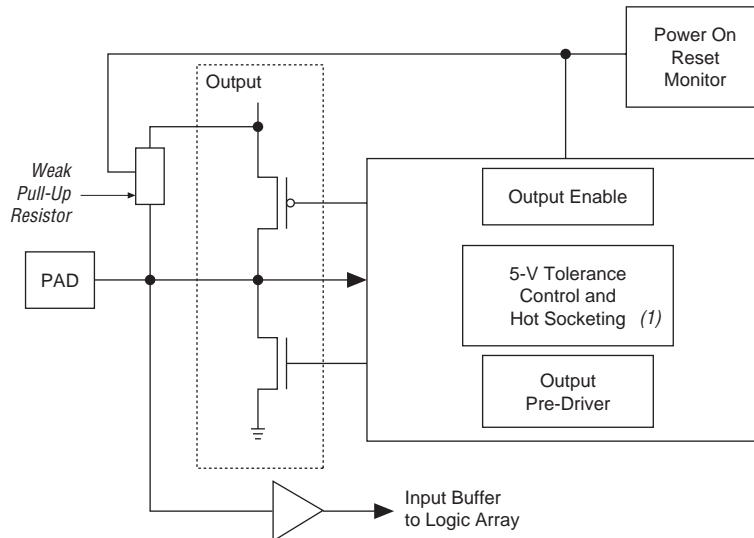 Power On
Reset
Monitor
Output
Weak
Pull-Up
Resistor
Output Enable
PAD
5-V Tolerance
Control and
Hot Socketing (1)
Output
Pre-Driver
Input Buffer
to Logic Array